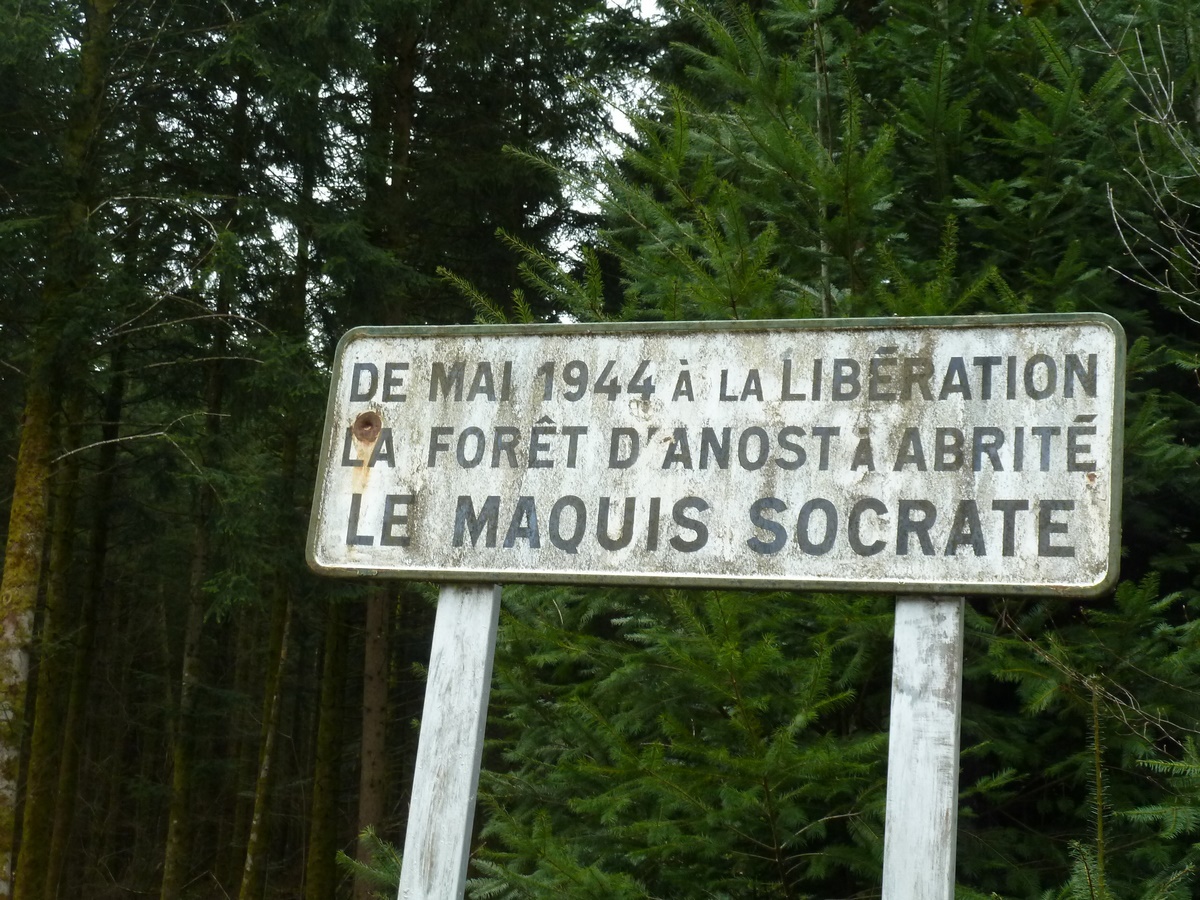 DE MAI 1944 À LA LIBÉRATION
LA FORÊT D'ANOST À ABRITÉ
LE MAQUIS SOCRATE